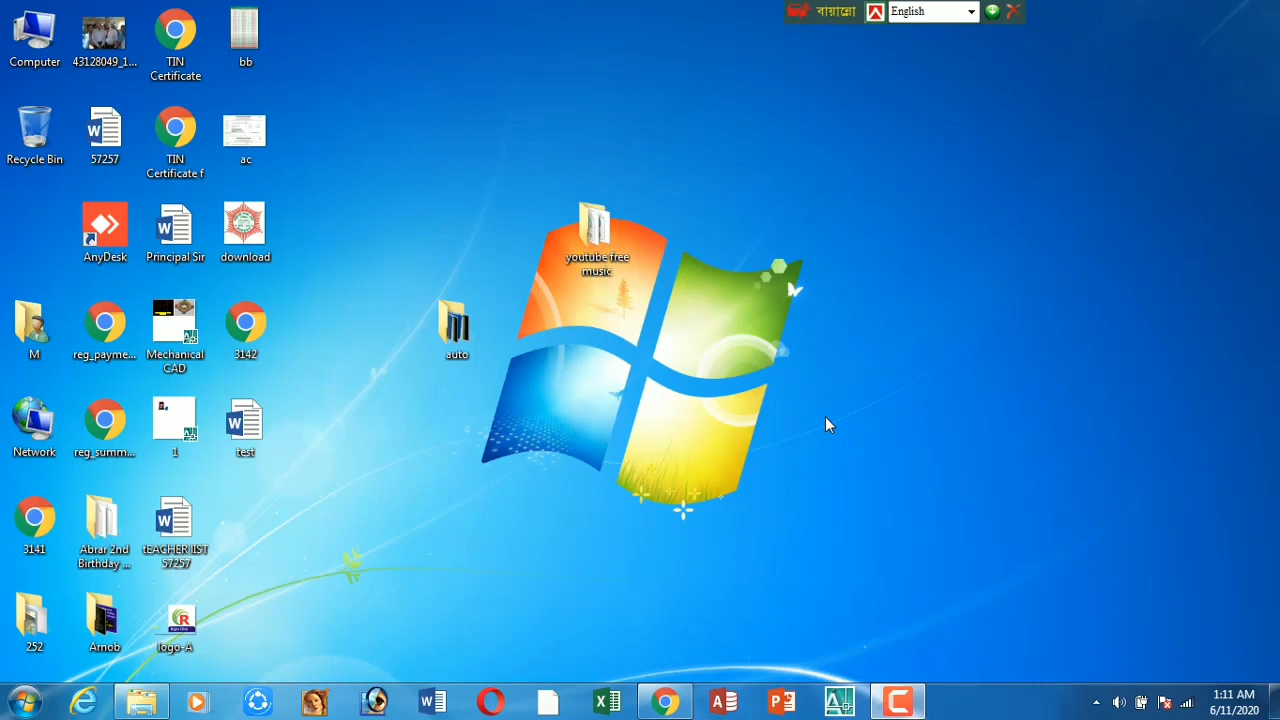 বায়ান্নো
English
Computer
43128049_1...
TIN
Certificate
bb
Recycle Bin
57257
TIN
Certificate f
ac
AnyDesk
Principal Sir
download
youtube free
music
M
reg_payme...
Mechanical
CAD
3142
auto
Network
reg_summ...
1
test
3141
Abrar 2nd
Birthday ...
tEACHER lIST
57257
252
Arnob
logo-A
1:11 AM
6/11/2020